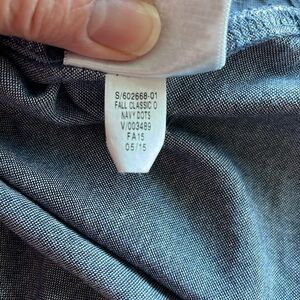 S/602668-01
FALL CLASSIC O
NAVY DOTS
V/003489
FA15
05/15